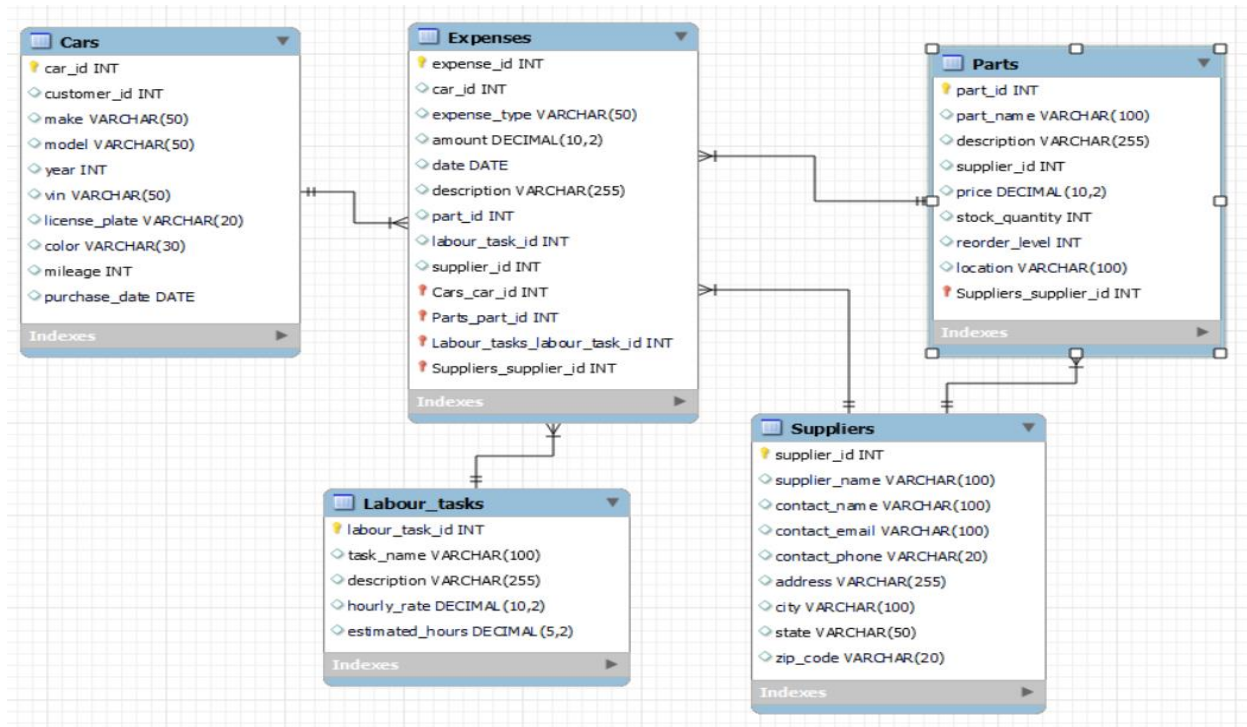 Cars
car_id INT
customer_id INT
make VARCHAR(50)
model VARCHAR(50)
year INT
vin VARCHAR(50)
license_plate VARCHAR(20)
color VARCHAR(30)
mileage INT
purchase_date DATE
Indexes
Expenses
expense_id INT
car_id INT
expense_type VARCHAR(50)
amount DECIMAL(10,2)
date DATE
description VARCHAR(255)
part_id INT
labour_task_id INT
supplier_id INT
Cars_car_id INT
Parts_part_id INT
Labour_tasks_labour_task_id INT
Suppliers_supplier_id INT
Indexes
Parts
part_id INT
part_name VARCHAR(100)
description VARCHAR(255)
supplier_id INT
price DECIMAL(10,2)
stock_quantity INT
reorder_level INT
location VARCHAR(100)
Suppliers_supplier_id INT
Indexes
Labour_tasks
labour_task_id INT
task_name VARCHAR(100)
description VARCHAR(255)
hourly_rate DECIMAL(10,2)
estimated_hours DECIMAL(5,2)
Indexes
Suppliers
supplier_id INT
supplier_name VARCHAR(100)
contact_name VARCHAR(100)
contact_email VARCHAR(100)
contact_phone VARCHAR(20)
address VARCHAR(255)
city VARCHAR(100)
state VARCHAR(50)
zip_code VARCHAR(20)
Indexes